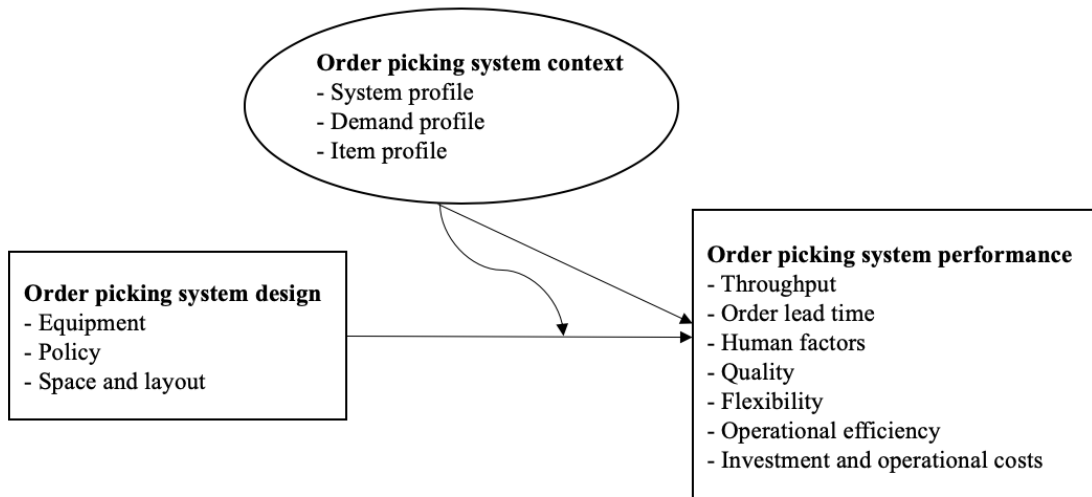 Order picking system context
- System profile
- Demand profile
- Item profile
Order picking system design
- Equipment
- Policy
- Space and layout
Order picking system performance
- Throughput
- Order lead time
- Human factors
- Quality
- Flexibility
- Operational efficiency
- Investment and operational costs